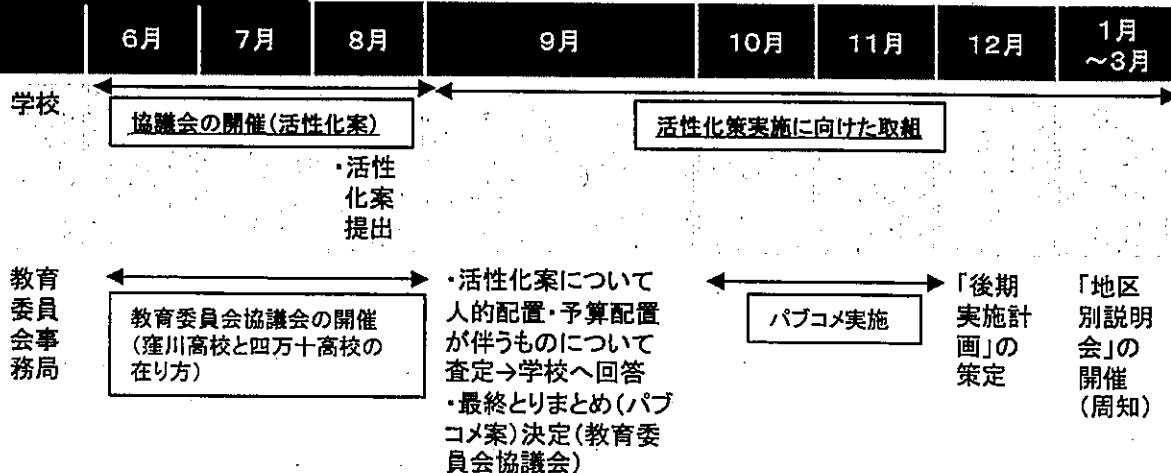 6月
7月
8月
9月
10月
11月
12月
1月
～3月
学校
協議会の開催(活性化案)
活性化策実施に向けた取組
・活性
化案
提出
教育
委員
会事
務局
教育委員会協議会の開催
(窪川高校と四万十高校の
在り方)
・活性化案について
人的配置・予算配置
が伴うものについて
査定→学校へ回答
・最終とりまとめ(パブ
コメ案)決定(教育委
員会協議会)
パブコメ実施
「後期
実施計
画」の
策定
「地区
別説明
会」の
開催
(周知)